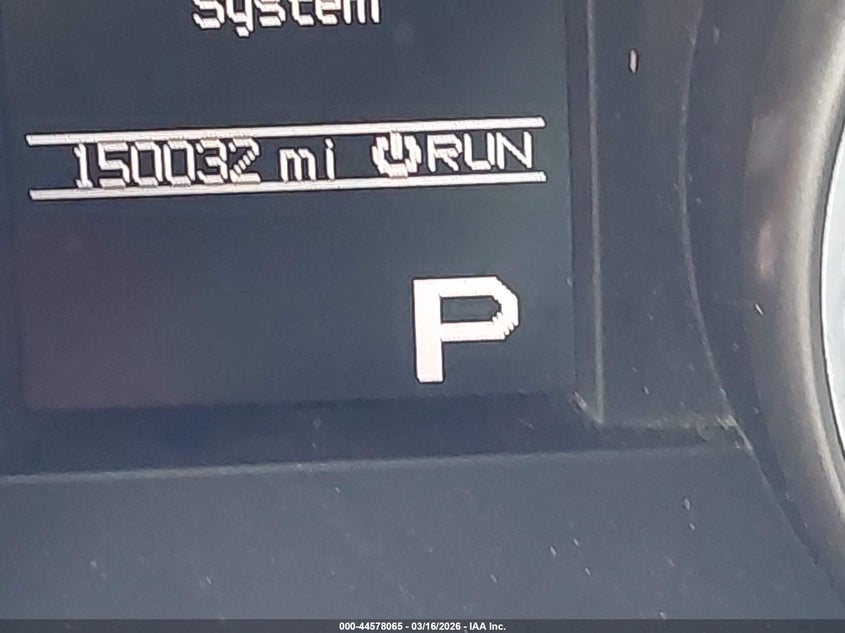 System
150032 mi RUN
P
000-44578065 - 03/16/2026 - IAA Inc.